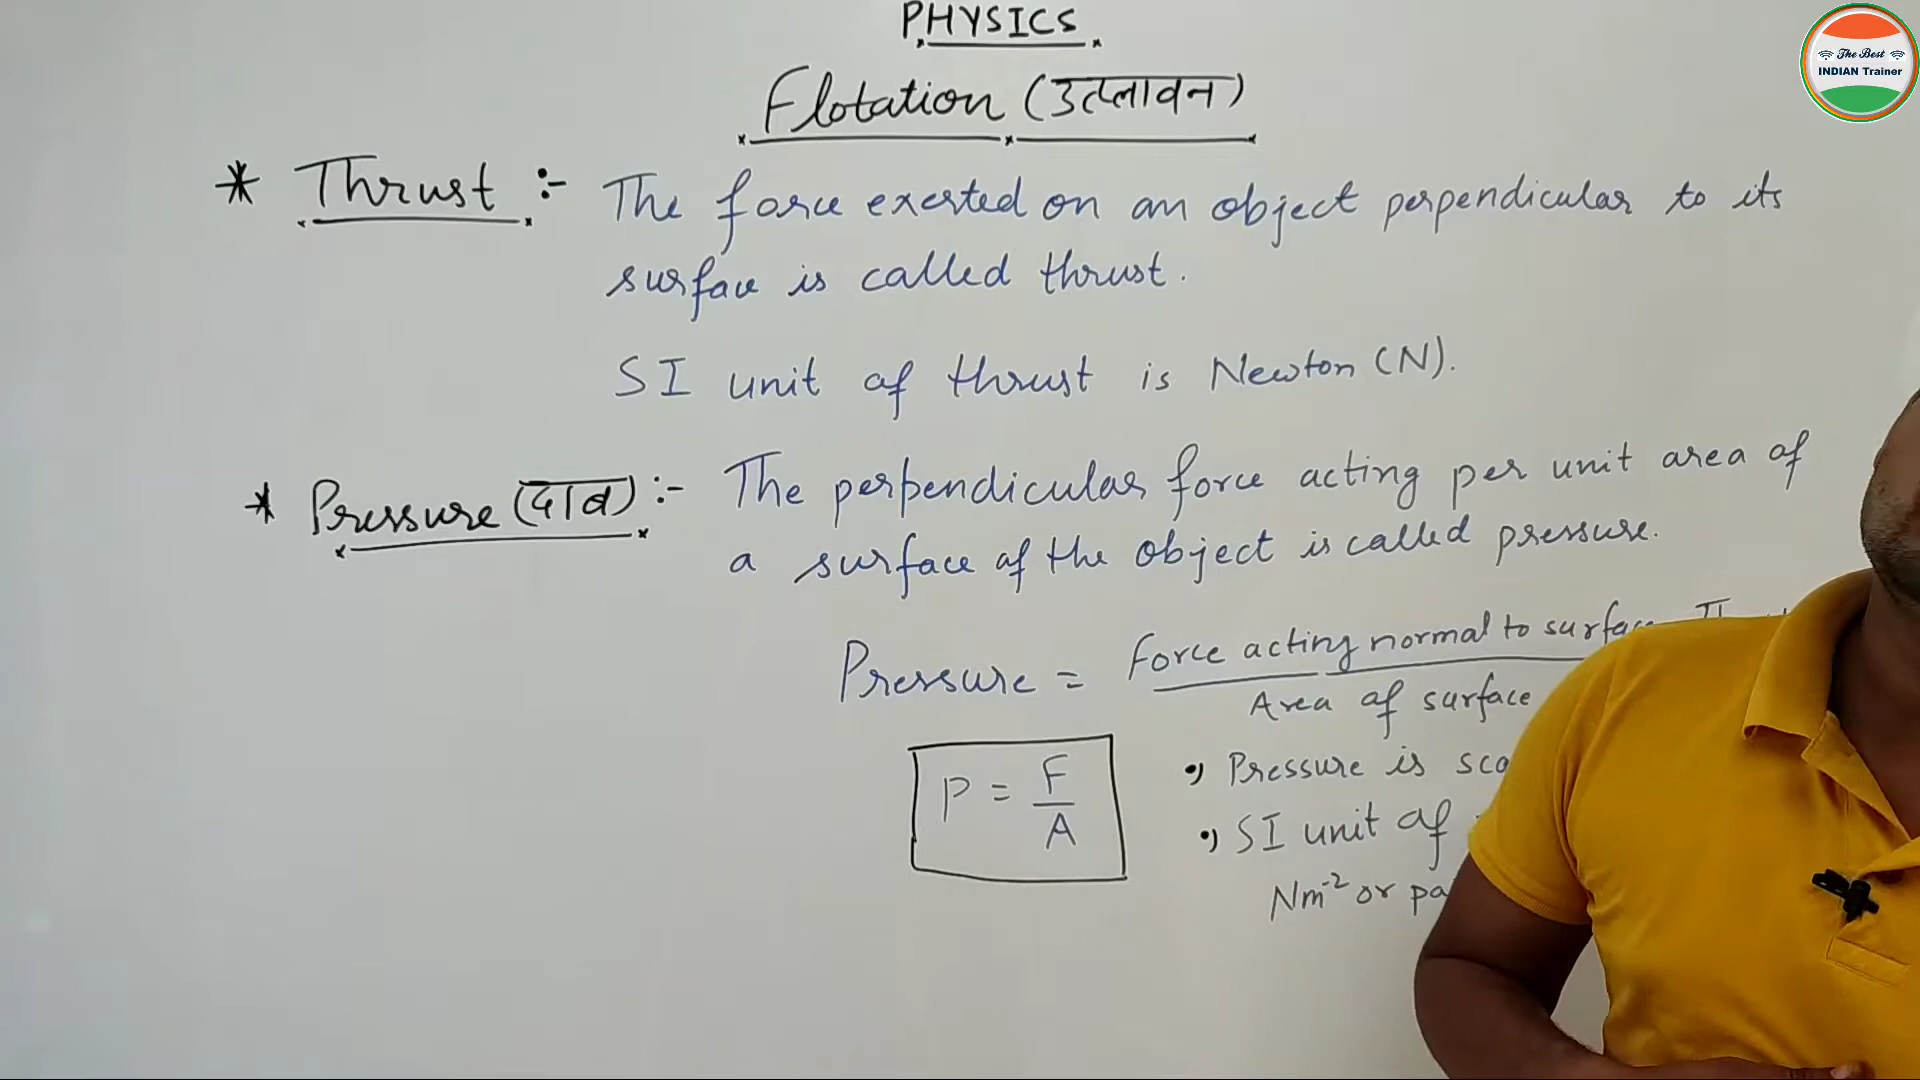 PHYSICS
Flotation (उत्प्लावन)
The Best
INDIAN Trainer
* Thrust :- The force exerted on an object perpendicular to its
surface is called thrust.
SI unit of thrust is Newton (N).
* Pressure (दाब) :- The perpendicular force acting per unit area of
a surface of the object is called pressure.
Pressure = Force acting normal to surface
Area of surface
P = F
A
•) Pressure is
•) SI unit of
Nm⁻² or